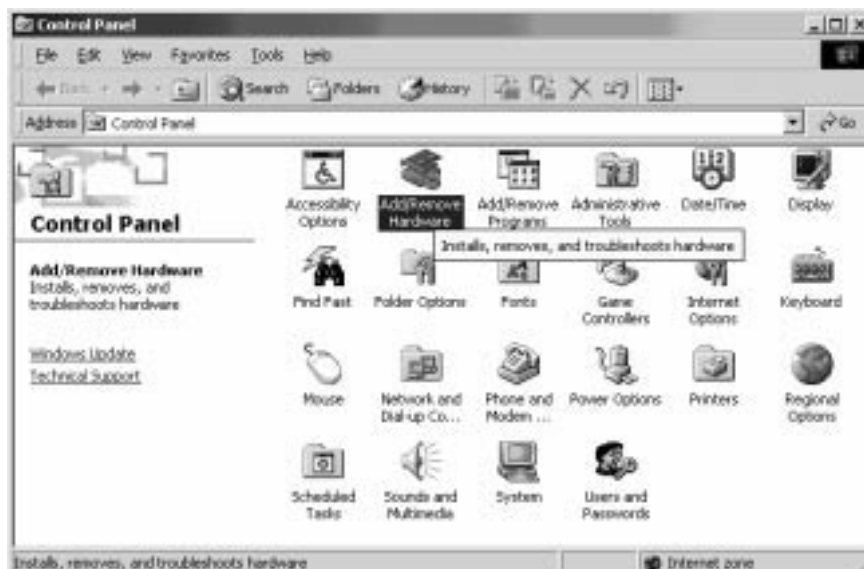 Control Panel
File Edit View Favorites Tools Help
Back Search Folders History
Address Control Panel Go
Control Panel
Add/Remove Hardware
Installs, removes, and
troubleshoots hardware
Windows Update
Technical Support
Accessibility
Options
Add/Remove
Hardware
Add/Remove
Programs
Administrative
Tools
Date/Time
Display
Installs, removes, and troubleshoots hardware
Find Fast
Folder Options
Fonts
Game
Controllers
Internet
Options
Keyboard
Mouse
Network and
Dial-up Co...
Phone and
Modem ...
Power Options
Printers
Regional
Options
Scheduled
Tasks
Sounds and
Multimedia
System
Users and
Passwords
Installs, removes, and troubleshoots hardware
Internet zone